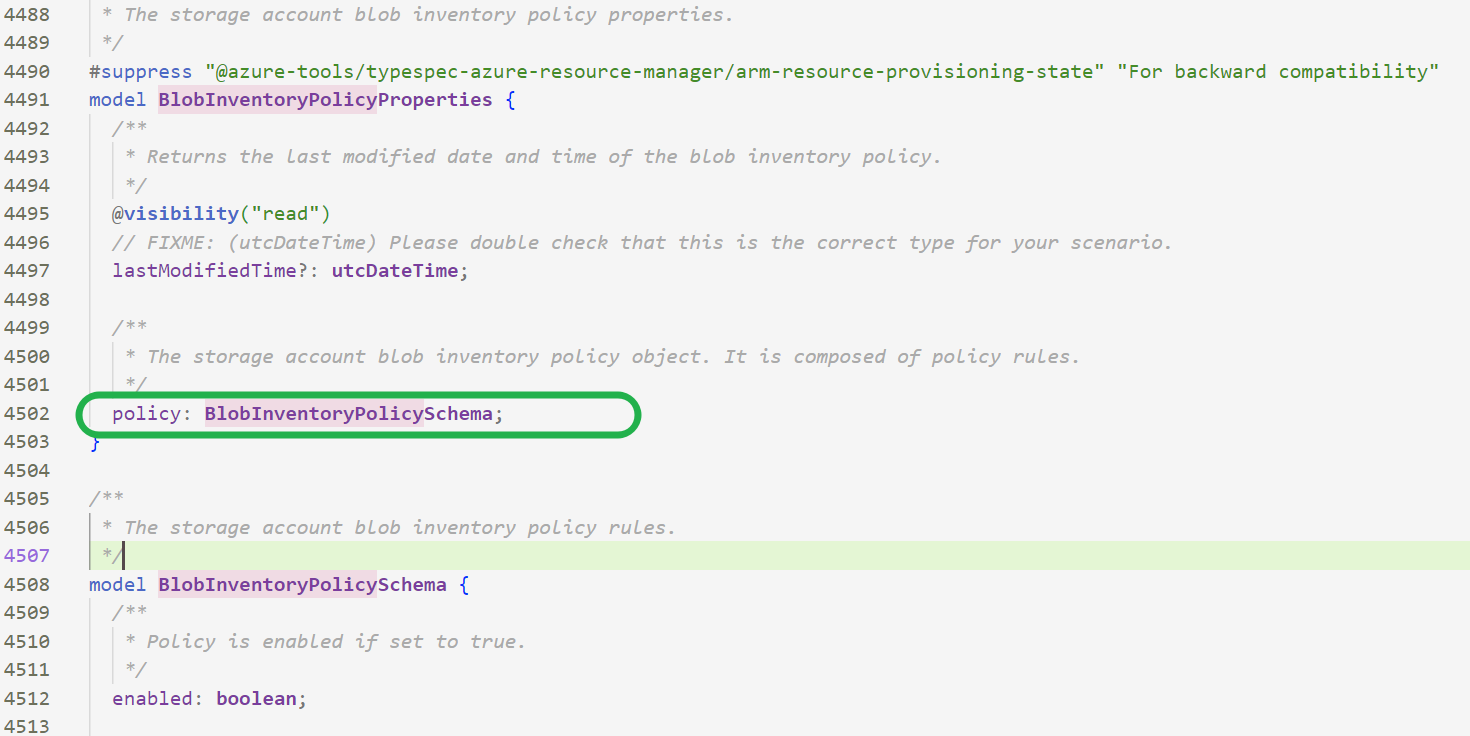 4488 * The storage account blob inventory policy properties.
4489 */
4490 #suppress "@azure-tools/typespec-azure-resource-manager/arm-resource-provisioning-state" "For backward compatibility"
4491 model BlobInventoryPolicyProperties {
4492 /**
4493 * Returns the last modified date and time of the blob inventory policy.
4494 */
4495 @visibility("read")
4496 // FIXME: (utcDateTime) Please double check that this is the correct type for your scenario.
4497 lastModifiedTime?: utcDateTime;
4498
4499 /**
4500 * The storage account blob inventory policy object. It is composed of policy rules.
4501 */
4502 policy: BlobInventoryPolicySchema;
4503 }
4504
4505 /**
4506 * The storage account blob inventory policy rules.
4507 */
4508 model BlobInventoryPolicySchema {
4509 /**
4510 * Policy is enabled if set to true.
4511 */
4512 enabled: boolean;
4513